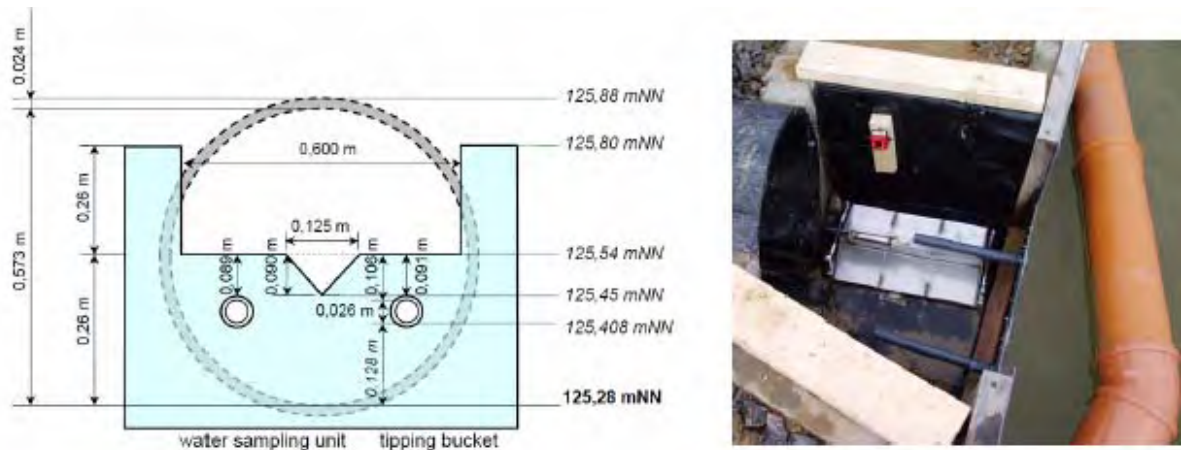 0,024 m
125,88 mNN
125,80 mNN
0,600 m
0,26 m
0,573 m
0,125 m
0,089 m
0,090 m
0,106 m
0,091 m
125,54 mNN
125,45 mNN
0,026 m
125,408 mNN
0,26 m
0,128 m
125,28 mNN
water sampling unit tipping bucket